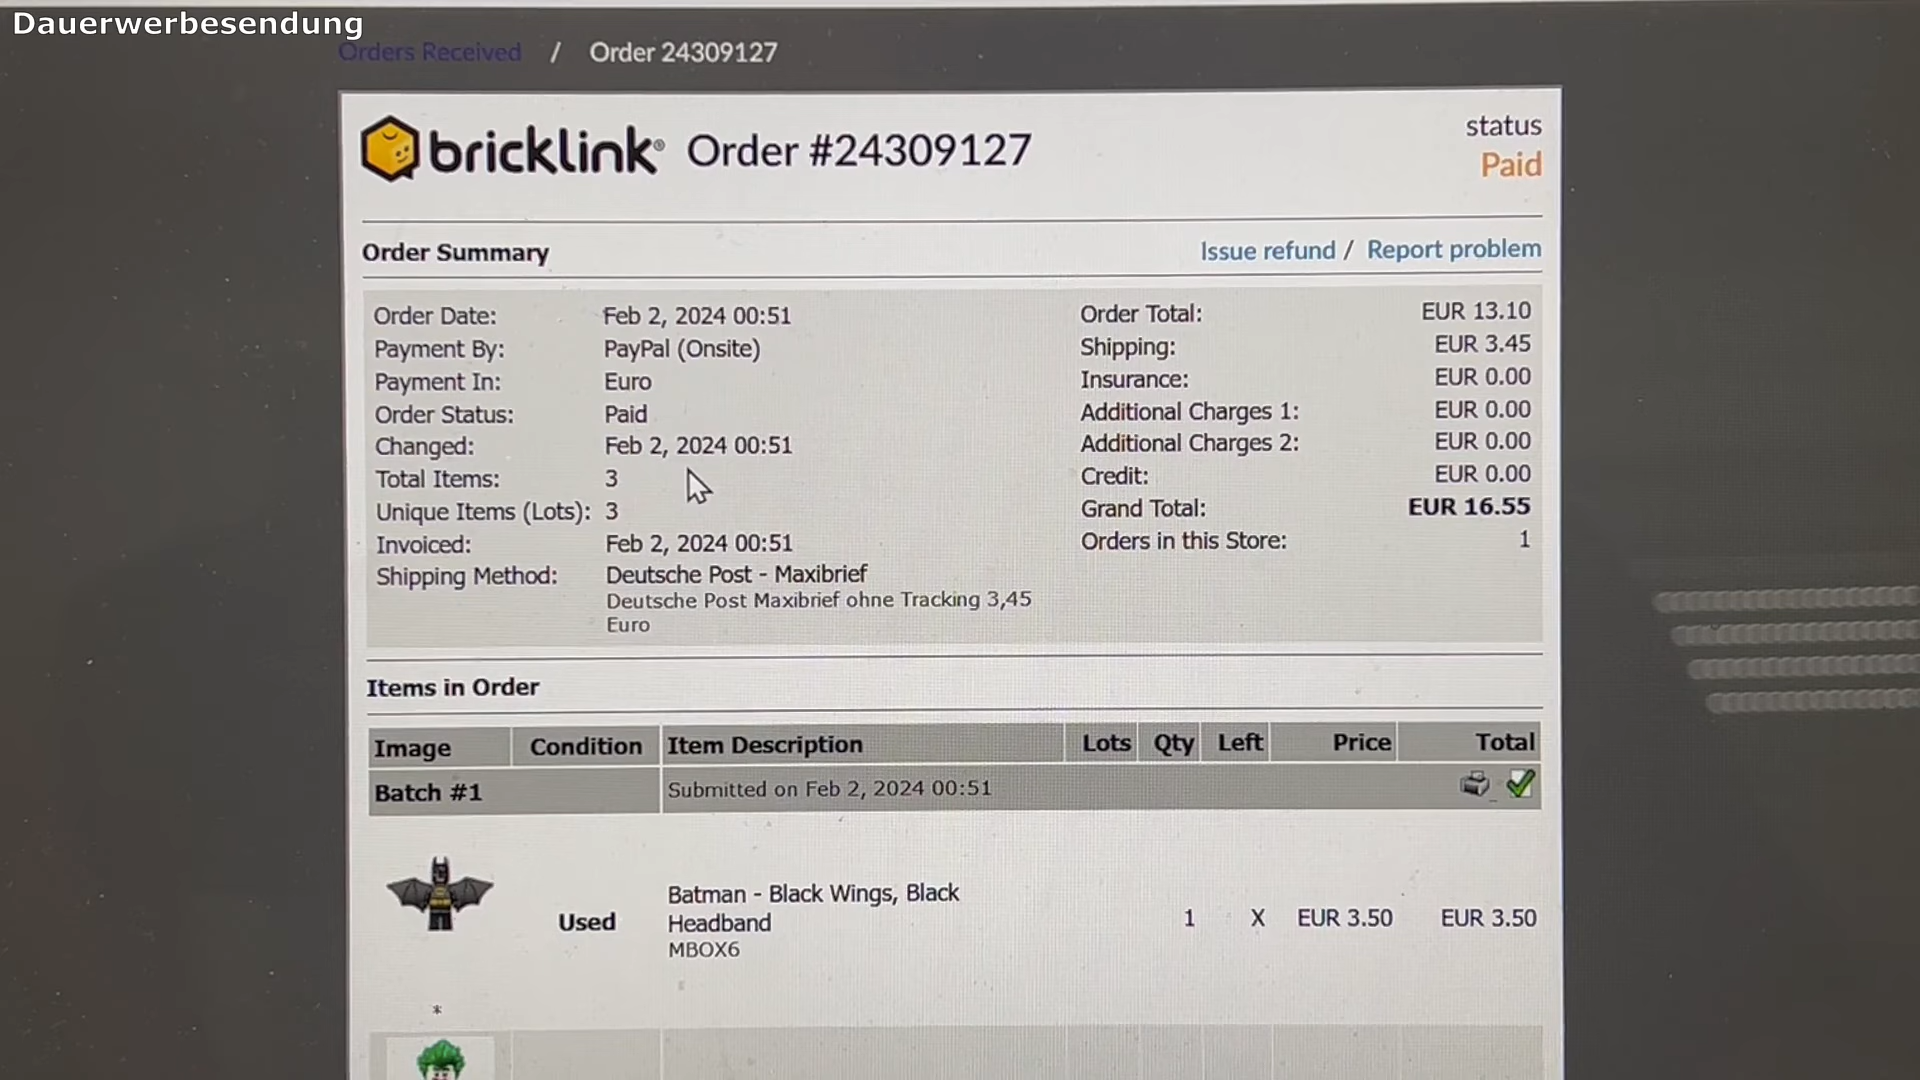 Dauerwerbesendung
Orders Received / Order 24309127
bricklink® Order #24309127
status
Paid
Order Summary
Issue refund / Report problem
Order Date: Feb 2, 2024 00:51
Payment By: PayPal (Onsite)
Payment In: Euro
Order Status: Paid
Changed: Feb 2, 2024 00:51
Total Items: 3
Unique Items (Lots): 3
Invoiced: Feb 2, 2024 00:51
Shipping Method: Deutsche Post - Maxibrief
Deutsche Post Maxibrief ohne Tracking 3,45
Euro
Order Total: EUR 13.10
Shipping: EUR 3.45
Insurance: EUR 0.00
Additional Charges 1: EUR 0.00
Additional Charges 2: EUR 0.00
Credit: EUR 0.00
Grand Total: EUR 16.55
Orders in this Store: 1
Items in Order
Image Condition Item Description Lots Qty Left Price Total
Batch #1 Submitted on Feb 2, 2024 00:51
Used
Batman - Black Wings, Black
Headband
MBOX6
1 X EUR 3.50 EUR 3.50
*